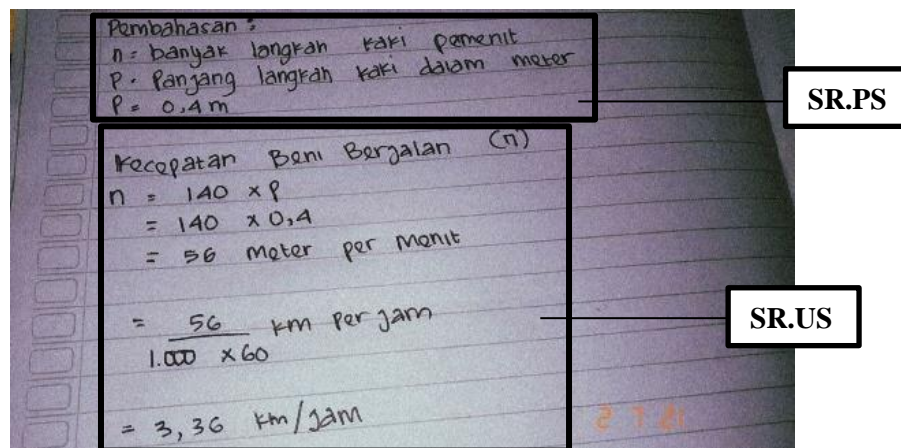 Pembahasan :
n = banyak langkah kaki pemenit
P = Panjang langkah kaki dalam meter
P = 0,4 m
SR.PS
Kecepatan Beni Berjalan (n)
n = 140 x P
= 140 x 0,4
= 56 meter per menit
= 56
1.000 x 60 km per jam
SR.US
= 3,36 km/jam